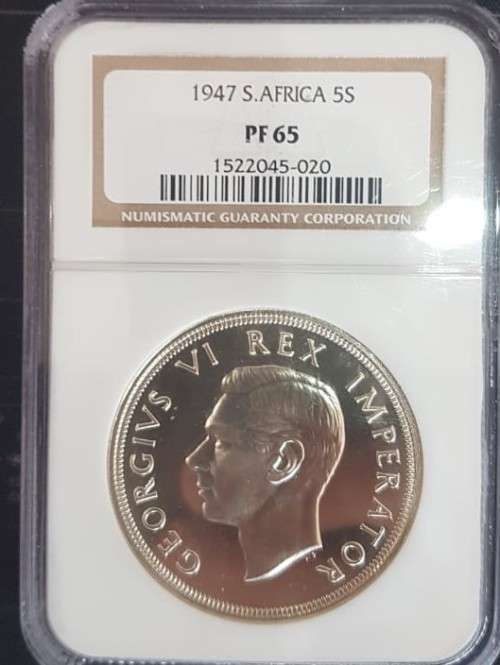 1947 S.AFRICA 5S
PF 65
1522045-020
NUMISMATIC GUARANTY CORPORATION
GEORGIVS VI REX IMPERATOR